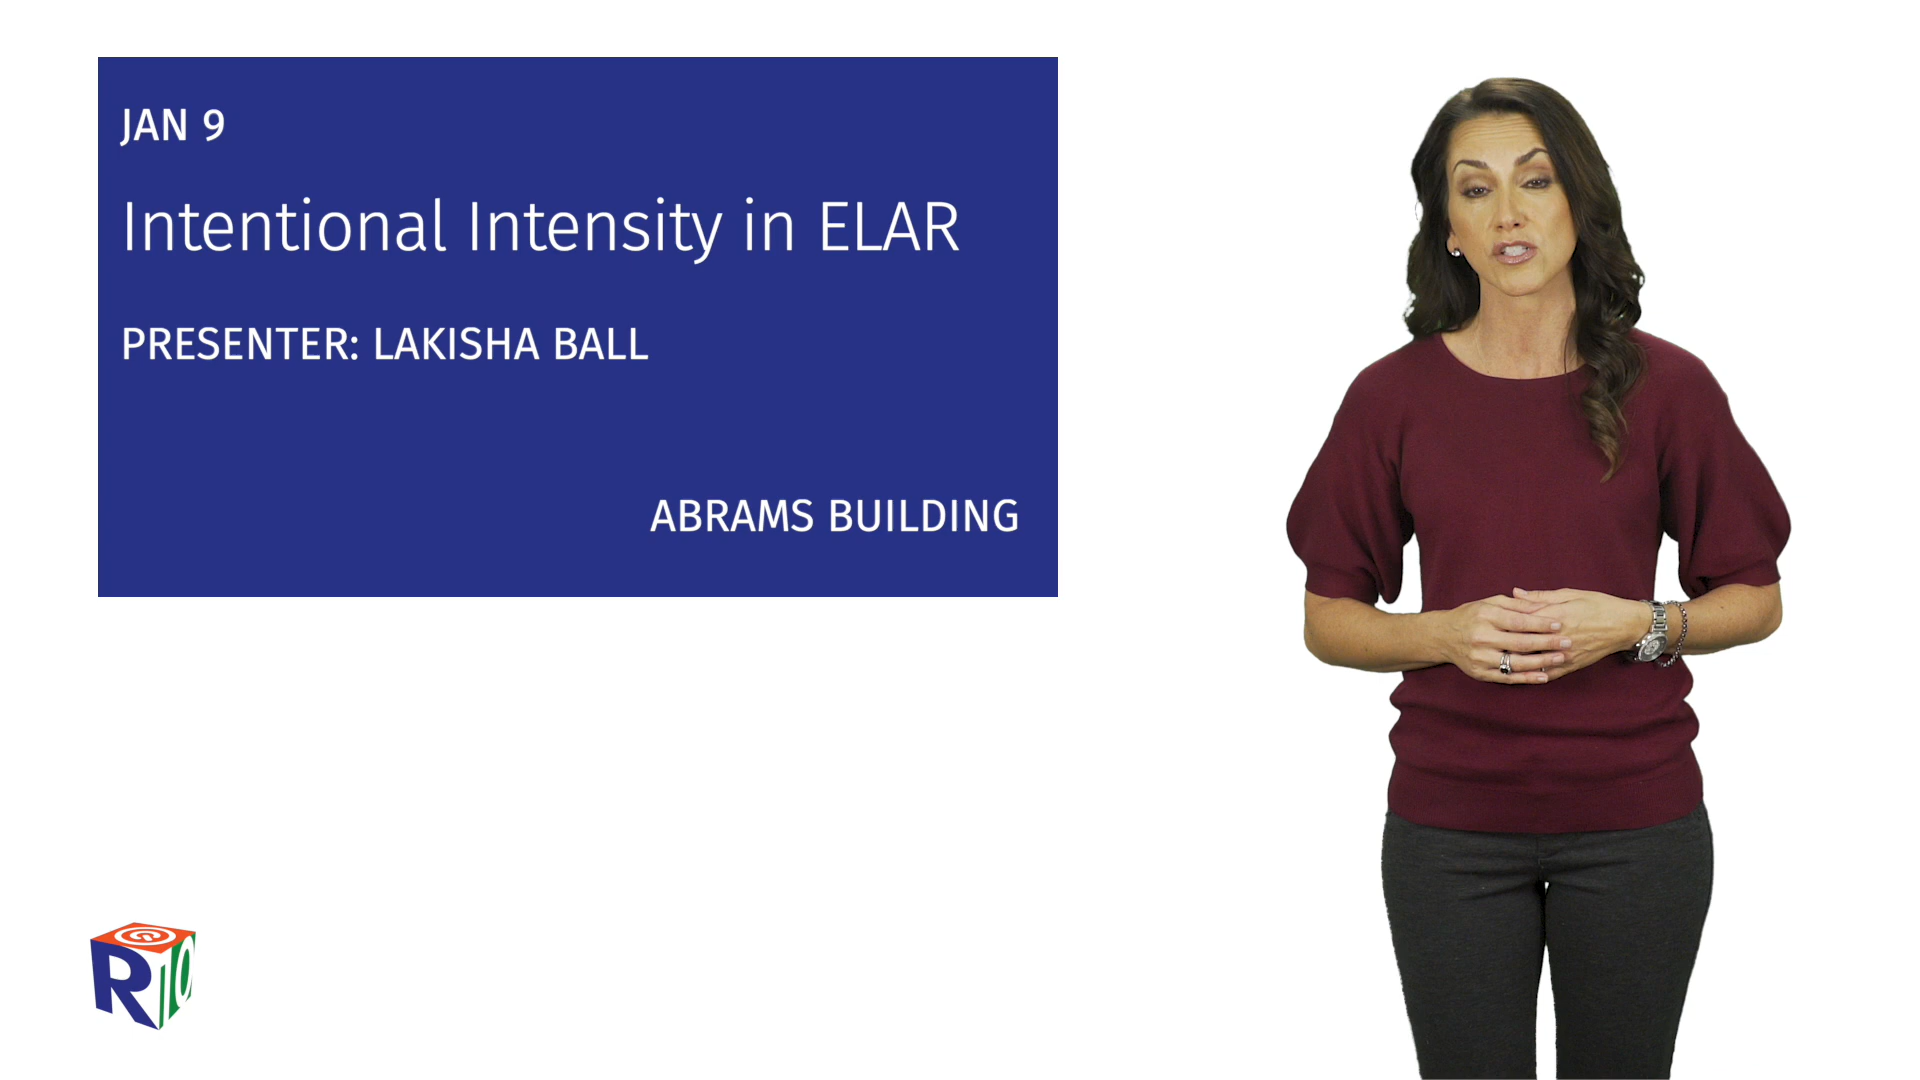 JAN 9
Intentional Intensity in ELAR
PRESENTER: LAKISHA BALL
ABRAMS BUILDING
R10